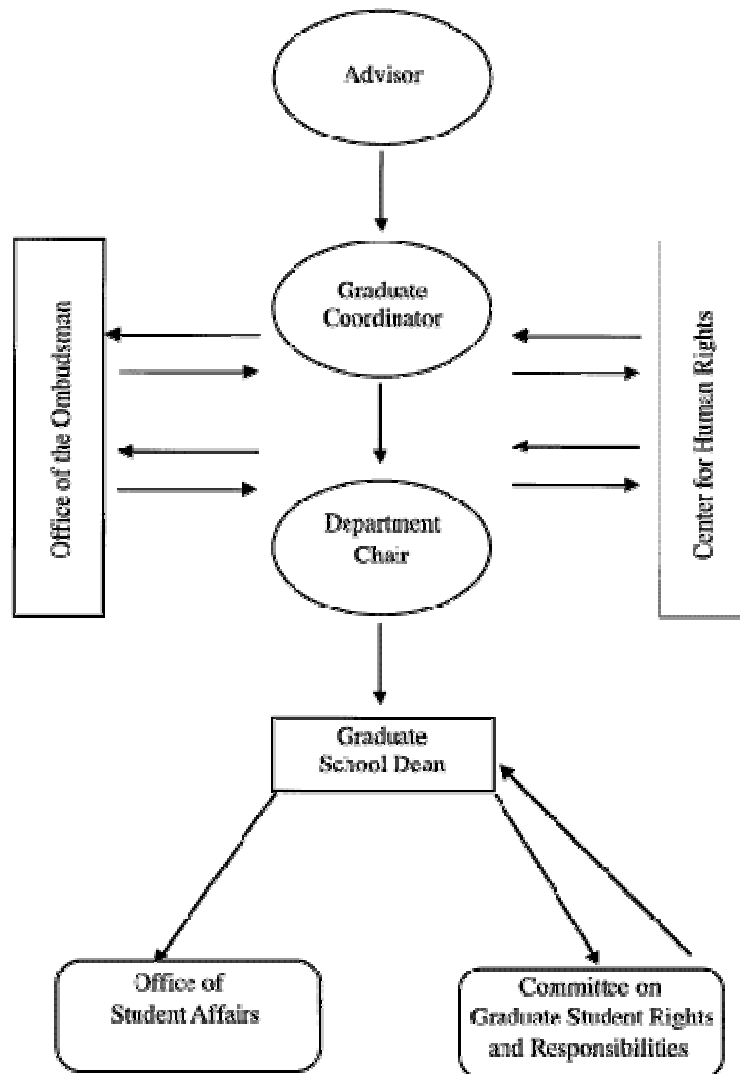 Advisor
Graduate
Coordinator
Office of the Ombudsman
Center for Human Rights
Department
Chair
Graduate
School Dean
Office of
Student Affairs
Committee on
Graduate Student Rights
and Responsibilities